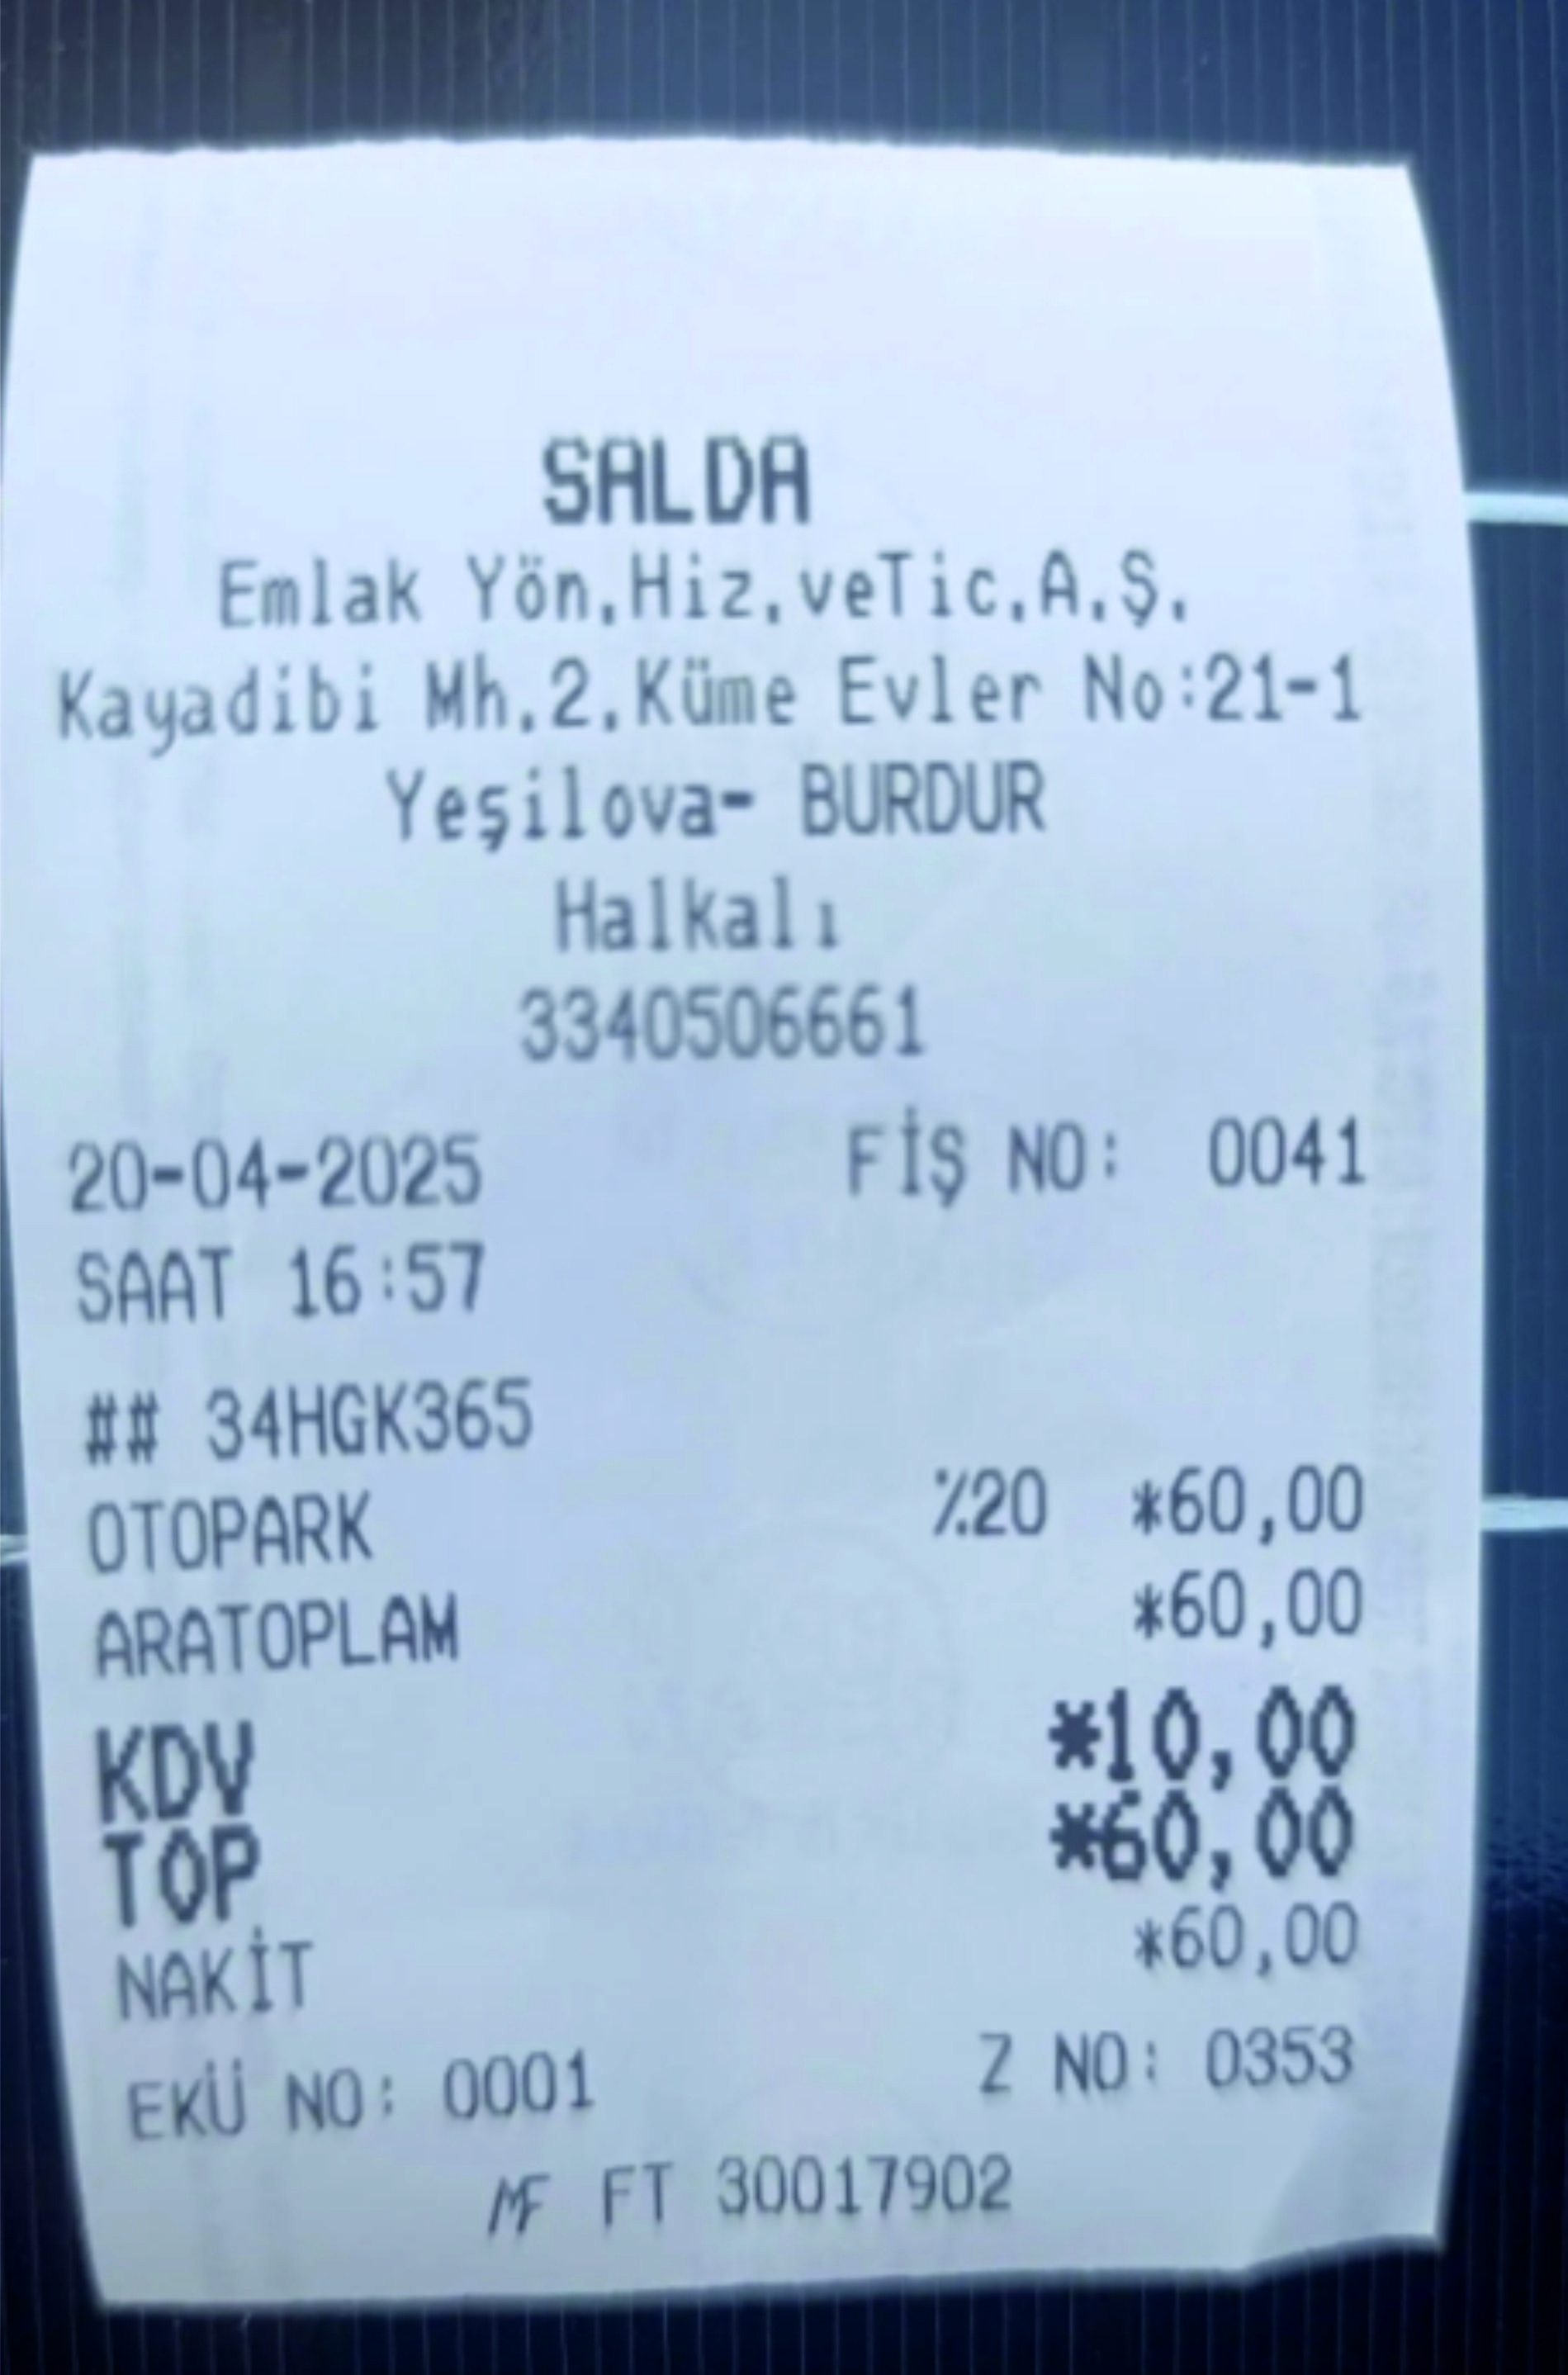 SALDA
Emlak Yön.Hiz.veTic.A.Ş.
Kayadibi Mh.2.Küme Evler No:21-1
Yeşilova- BURDUR
Halkalı
3340506661
20-04-2025 FİŞ NO: 0041
SAAT 16:57
## 34HGK365
OTOPARK %20 *60,00
ARATOPLAM *60,00
KDV *10,00
TOP *60,00
NAKİT *60,00
EKÜ NO: 0001 Z NO: 0353
MF FT 30017902